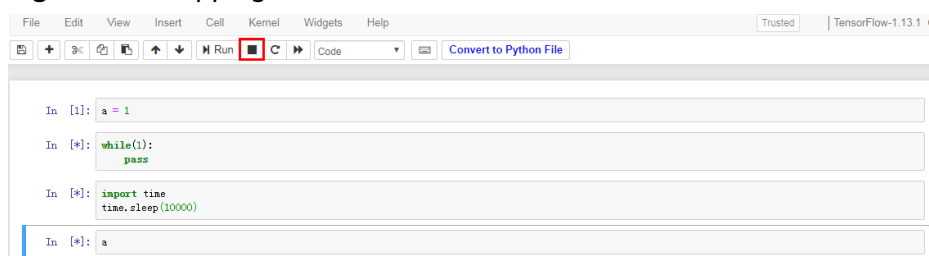 File Edit View Insert Cell Kernel Widgets Help Trusted TensorFlow-1.13.1
Run Code Convert to Python File
In [1]: a = 1
In [*]: while(1):
pass
In [*]: import time
time.sleep(10000)
In [*]: a